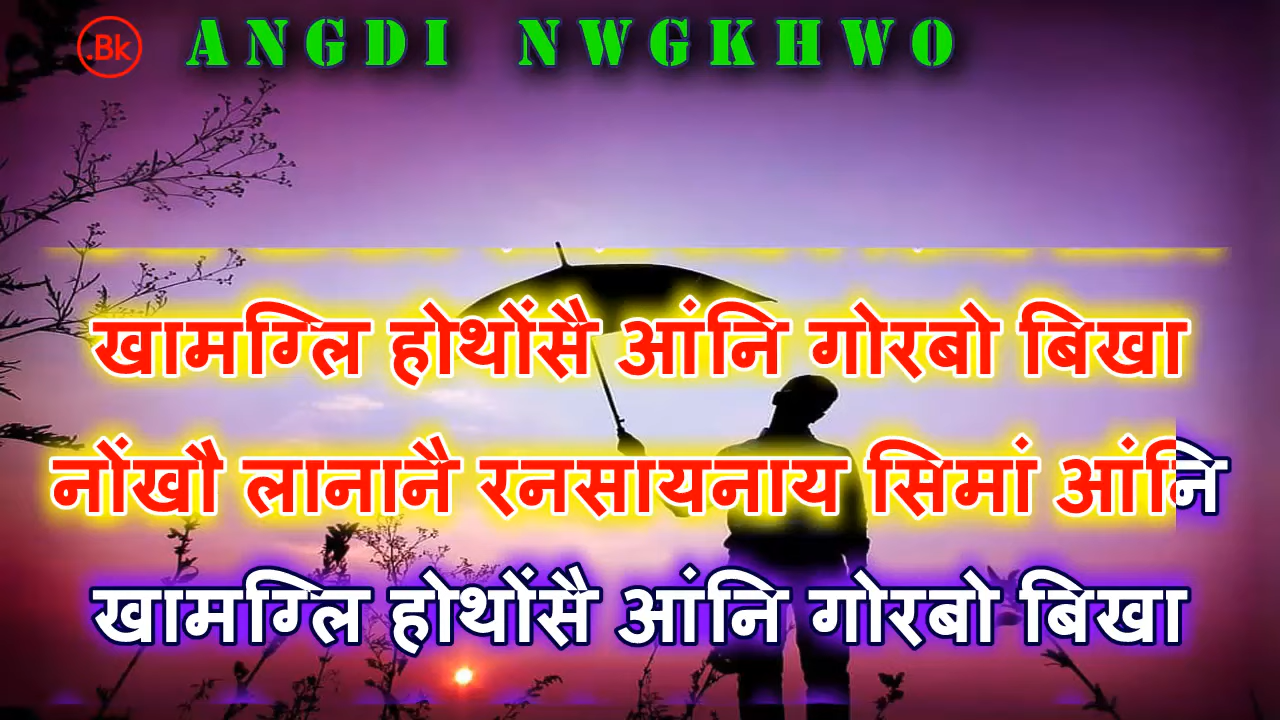 .Bk ANGDI NWGKHWO
खामग्लि होथोंसै आंनि गोरबो बिखा
नोंखौ लानानै रनसायनाय सिमां आंनि
खामग्लि होथोंसै आंनि गोरबो बिखा